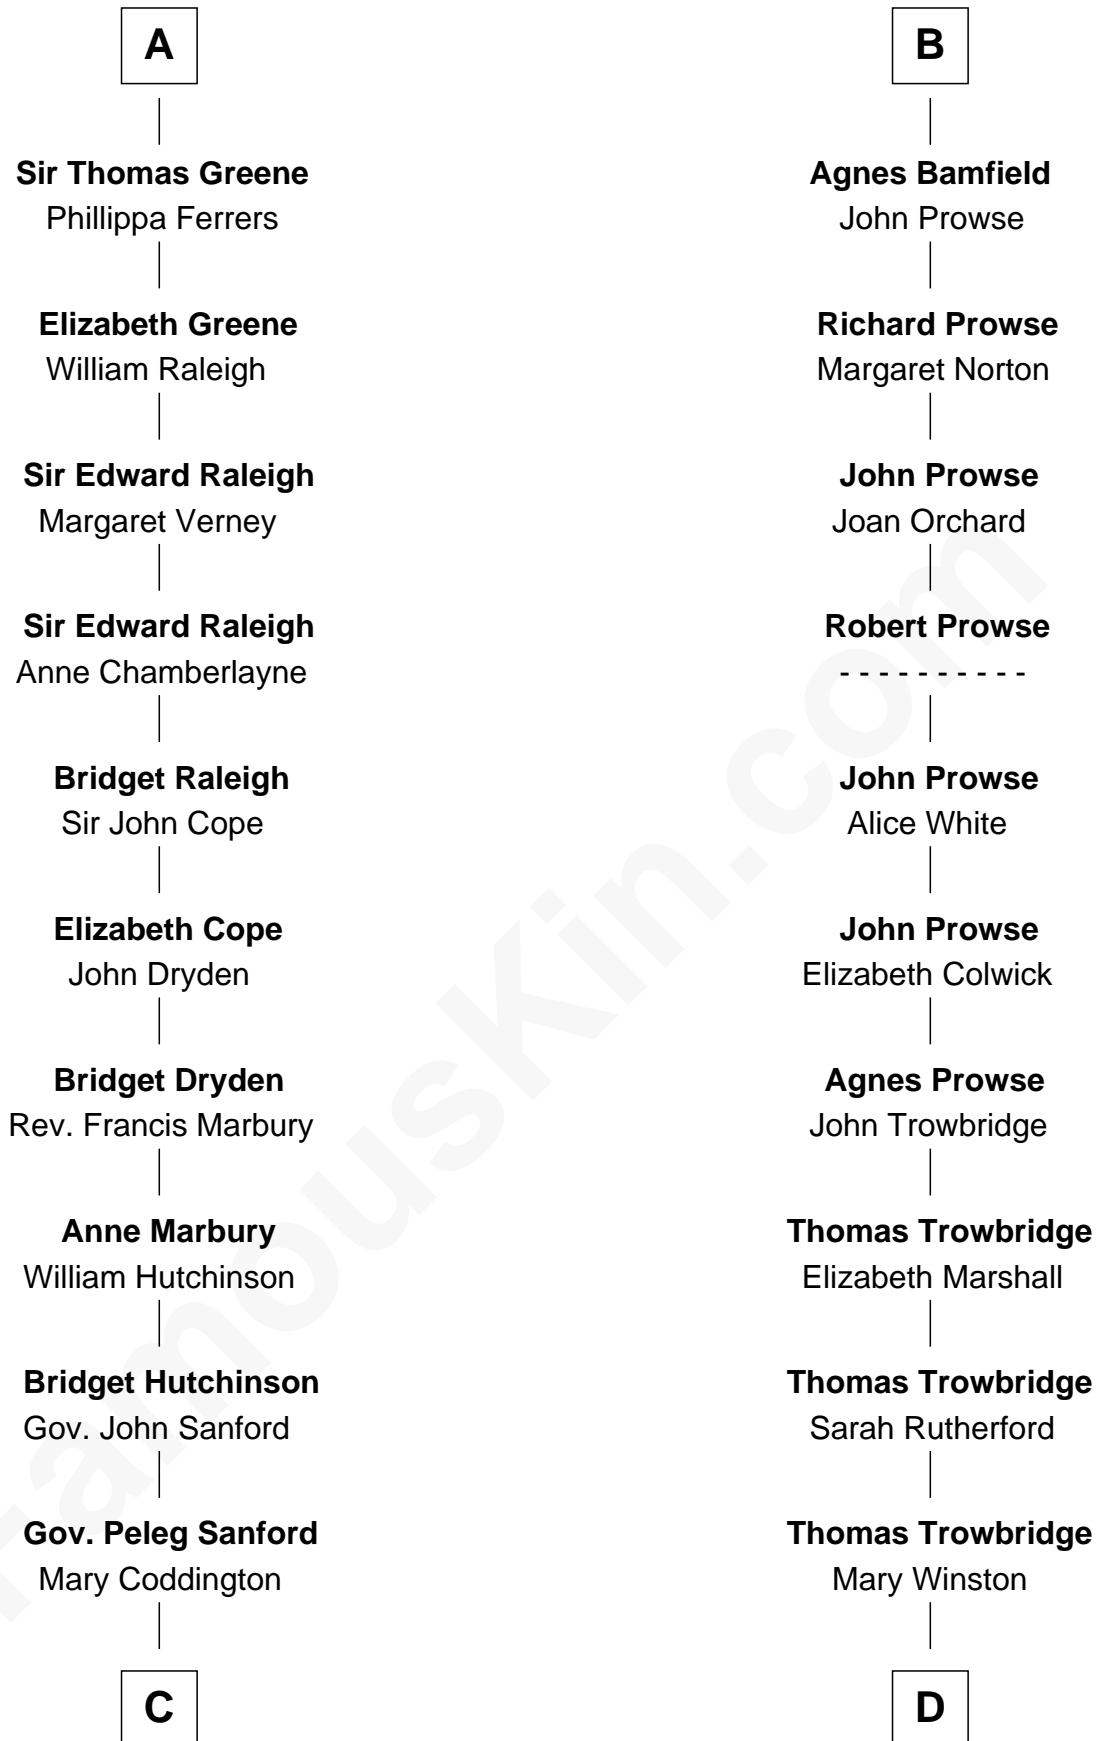 A
Sir Thomas Greene
Phillippa Ferrers
Elizabeth Greene
William Raleigh
Sir Edward Raleigh
Margaret Verney
Sir Edward Raleigh
Anne Chamberlayne
Bridget Raleigh
Sir John Cope
Elizabeth Cope
John Dryden
Bridget Dryden
Rev. Francis Marbury
Anne Marbury
William Hutchinson
Bridget Hutchinson
Gov. John Sanford
Gov. Peleg Sanford
Mary Coddington
C
B
Agnes Bamfield
John Prowse
Richard Prowse
Margaret Norton
John Prowse
Joan Orchard
Robert Prowse
- - - - - - - - - -
John Prowse
Alice White
John Prowse
Elizabeth Colwick
Agnes Prowse
John Trowbridge
Thomas Trowbridge
Elizabeth Marshall
Thomas Trowbridge
Sarah Rutherford
Thomas Trowbridge
Mary Winston
D
FamousKin.com